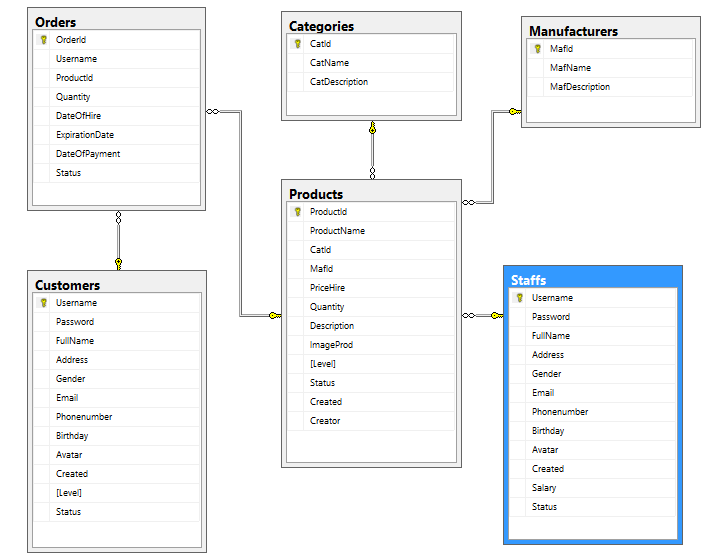 Orders
OrderId
Username
ProductId
Quantity
DateOfHire
ExpirationDate
DateOfPayment
Status
Categories
CatId
CatName
CatDescription
Manufacturers
MafId
MafName
MafDescription
Products
ProductId
ProductName
CatId
MafId
PriceHire
Quantity
Description
ImageProd
[Level]
Status
Created
Creator
Customers
Username
Password
FullName
Address
Gender
Email
Phonenumber
Birthday
Avatar
Created
[Level]
Status
Staffs
Username
Password
FullName
Address
Gender
Email
Phonenumber
Birthday
Avatar
Created
Salary
Status